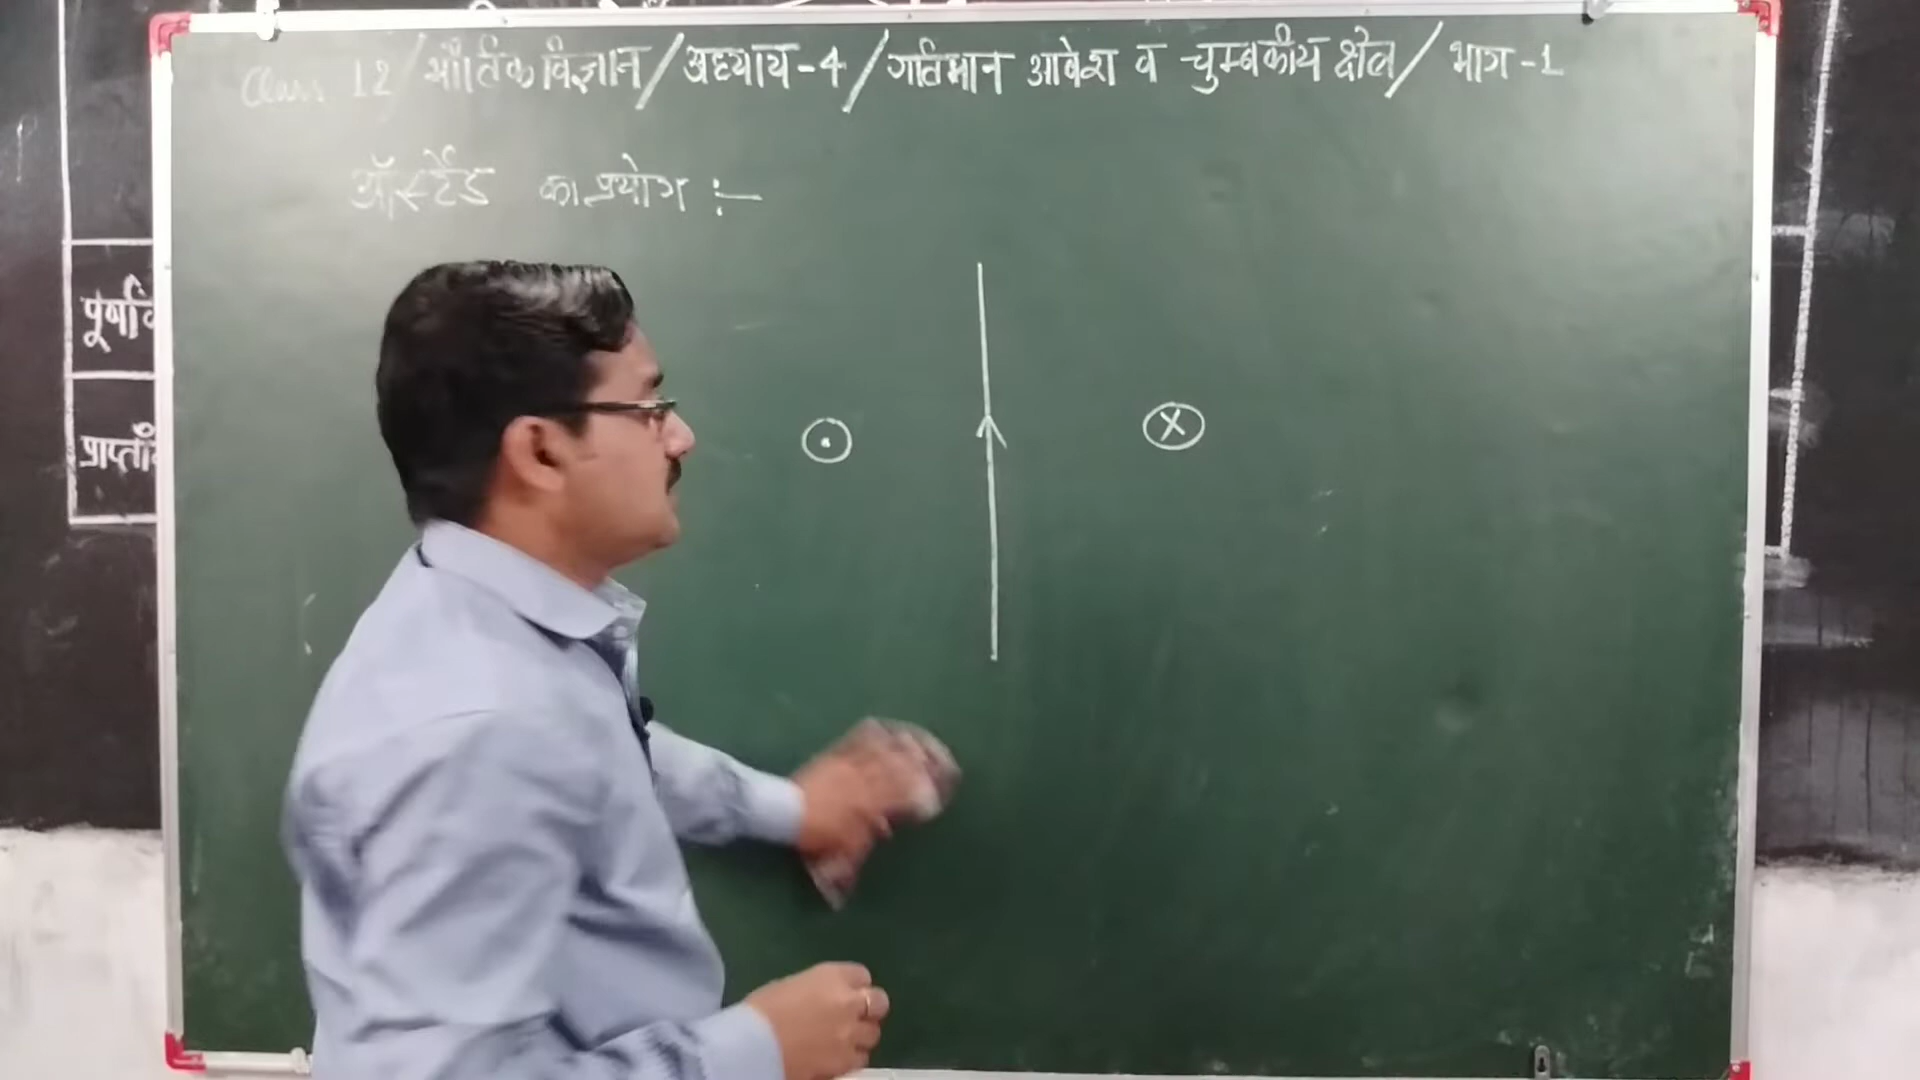 Class 12 / भौतिक विज्ञान / अध्याय-4 / गतिमान आवेश व चुम्बकीय क्षेत्र / भाग-1
ऑर्स्टेड का प्रयोग :-